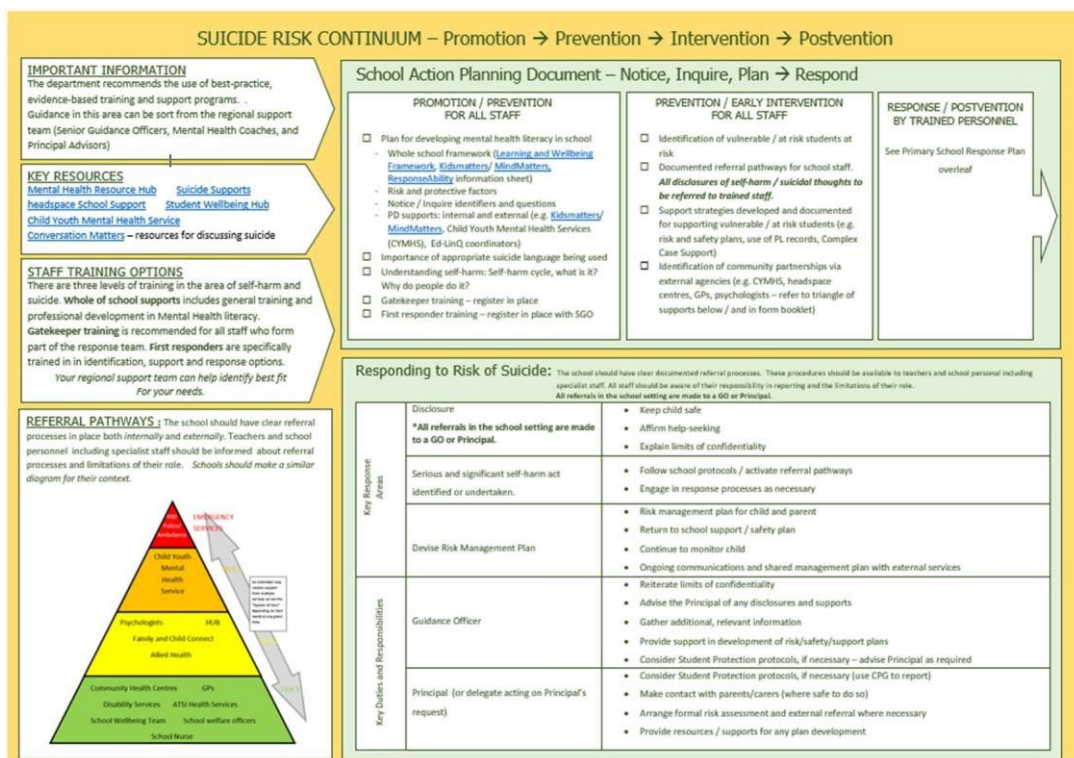 SUICIDE RISK CONTINUUM – Promotion → Prevention → Intervention → Postvention
IMPORTANT INFORMATION
The department recommends the use of best-practice,
evidence-based training and support programs. .
Guidance in this area can be sort from the regional support
team (Senior Guidance Officers, Mental Health Coaches, and
Principal Advisors)
KEY RESOURCES
Mental Health Resource Hub Suicide Supports
headspace School Support Student Wellbeing Hub
Child Youth Mental Health Service
Conversation Matters – resources for discussing suicide
STAFF TRAINING OPTIONS
There are three levels of training in the area of self-harm and
suicide. Whole of school supports includes general training and
professional development in Mental Health literacy.
Gatekeeper training is recommended for all staff who form
part of the response team. First responders are specifically
trained in in identification, support and response options.
Your regional support team can help identify best fit
For your needs.
REFERRAL PATHWAYS : The school should have clear referral
processes in place both internally and externally. Teachers and school
personnel including specialist staff should be informed about referral
processes and limitations of their role. Schools should make a similar
diagram for their context.
Police/
Ambulance
EMERGENCY
SERVICES
Child Youth
Mental
Health
Service
Psychologists HUB
Family and Child Connect
Allied Health
Community Health Centres GPs
Disability Services ATSI Health Services
School Wellbeing Team School welfare officers
School Nurse
School Action Planning Document – Notice, Inquire, Plan → Respond
PROMOTION / PREVENTION
FOR ALL STAFF
☐ Plan for developing mental health literacy in school
- Whole school framework (Learning and Wellbeing
Framework, Kidsmatters/ MindMatters,
ResponseAbility information sheet)
- Risk and protective factors
- Notice / Inquire identifiers and questions
- PD supports: internal and external (e.g. Kidsmatters/
MindMatters, Child Youth Mental Health Services
(CYMHS), Ed-LinQ coordinators)
☐ Importance of appropriate suicide language being used
☐ Understanding self-harm: Self-harm cycle, what is it?
Why do people do it?
☐ Gatekeeper training – register in place
☐ First responder training – register in place with SGO
PREVENTION / EARLY INTERVENTION
FOR ALL STAFF
☐ Identification of vulnerable / at risk students at
risk
☐ Documented referral pathways for school staff.
All disclosures of self-harm / suicidal thoughts to
be referred to trained staff.
☐ Support strategies developed and documented
for supporting vulnerable / at risk students (e.g.
risk and safety plans, use of PL records, Complex
Case Support)
☐ Identification of community partnerships via
external agencies (e.g. CYMHS, headspace
centres, GPs, psychologists – refer to triangle of
supports below / and in form booklet)
RESPONSE / POSTVENTION
BY TRAINED PERSONNEL
See Primary School Response Plan
overleaf
Responding to Risk of Suicide: The school should have clear documented referral processes. These procedures should be available to teachers and school personal including
specialist staff. All staff should be aware of their responsibility in reporting and the limitations of their role.
All referrals in the school setting are made to a GO or Principal.
Key Response
Areas
Disclosure
*All referrals in the school setting are made
to a GO or Principal.
• Keep child safe
• Affirm help-seeking
• Explain limits of confidentiality
Serious and significant self-harm act
identified or undertaken.
• Follow school protocols / activate referral pathways
• Engage in response processes as necessary
Devise Risk Management Plan
• Risk management plan for child and parent
• Return to school support / safety plan
• Continue to monitor child
• Ongoing communications and shared management plan with external services
Key Duties and Responsibilities
Guidance Officer
• Reiterate limits of confidentiality
• Advise the Principal of any disclosures and supports
• Gather additional, relevant information
• Provide support in development of risk/safety/support plans
• Consider Student Protection protocols, if necessary – advise Principal as required
Principal (or delegate acting on Principal's
request)
• Consider Student Protection protocols, if necessary (use CPG to report)
• Make contact with parents/carers (where safe to do so)
• Arrange formal risk assessment and external referral where necessary
• Provide resources / supports for any plan development